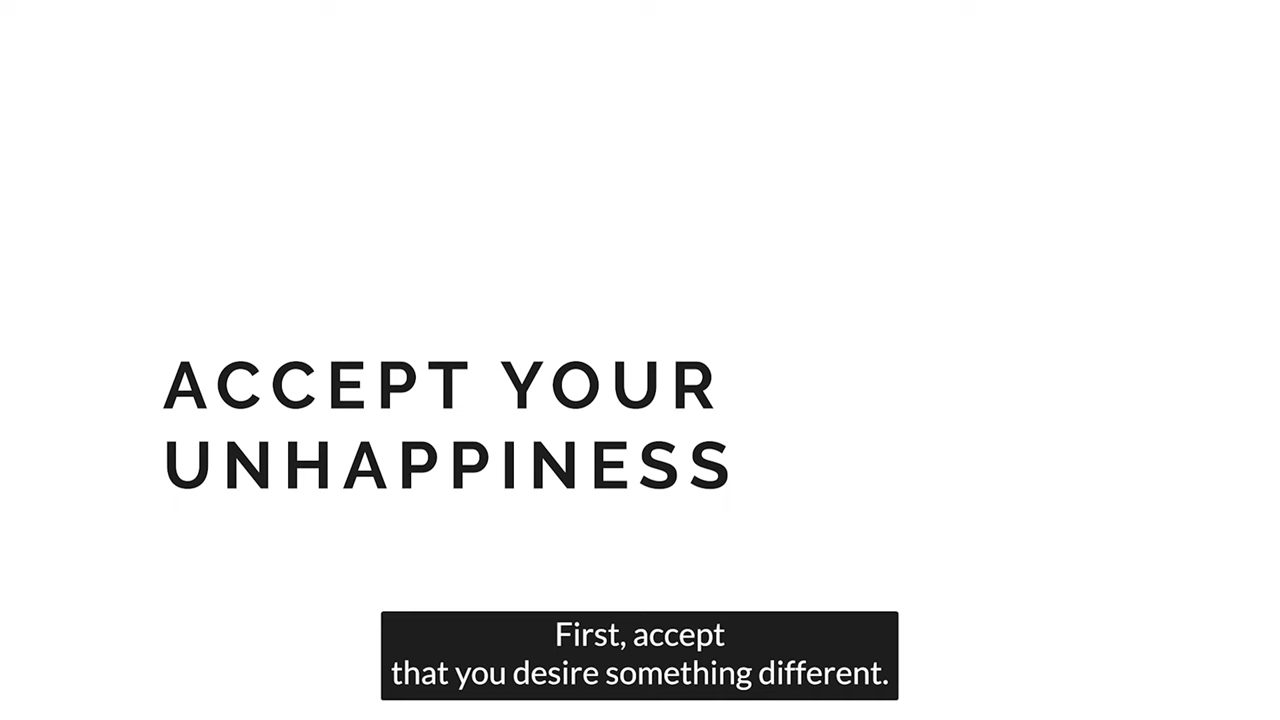 ACCEPT YOUR
UNHAPPINESS
First, accept
that you desire something different.